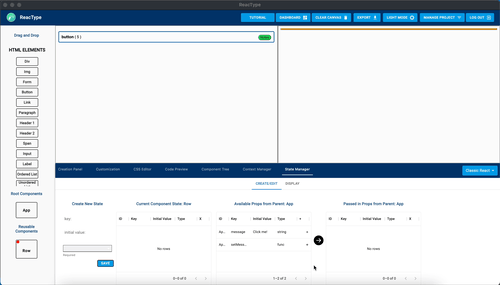 ReacType
ReacType
TUTORIAL
DASHBOARD
CLEAR CANVAS
EXPORT
LIGHT MODE
MANAGE PROJECT
LOG OUT
Drag and Drop
HTML ELEMENTS
Div
Img
Form
Button
Link
Paragraph
Header 1
Header 2
Span
Input
Label
Ordered List
Unordered
Root Components
App
Reusable
Components
Row
button ( 5 )
Creation Panel
Customization
CSS Editor
Code Preview
Component Tree
Context Manager
State Manager
Classic React
CREATE/EDIT
DISPLAY
Create New State
key
initial value
Required
SAVE
Current Component State: Row
ID Key Initial Value Type X
No rows
0–0 of 0
Available Props from Parent: App
ID Key Initial Value Type +
Ap... message Click me! string +
Ap... func +
1–2 of 2
Passed in Props from Parent: App
ID Key Initial Value Type X
No rows
0–0 of 0